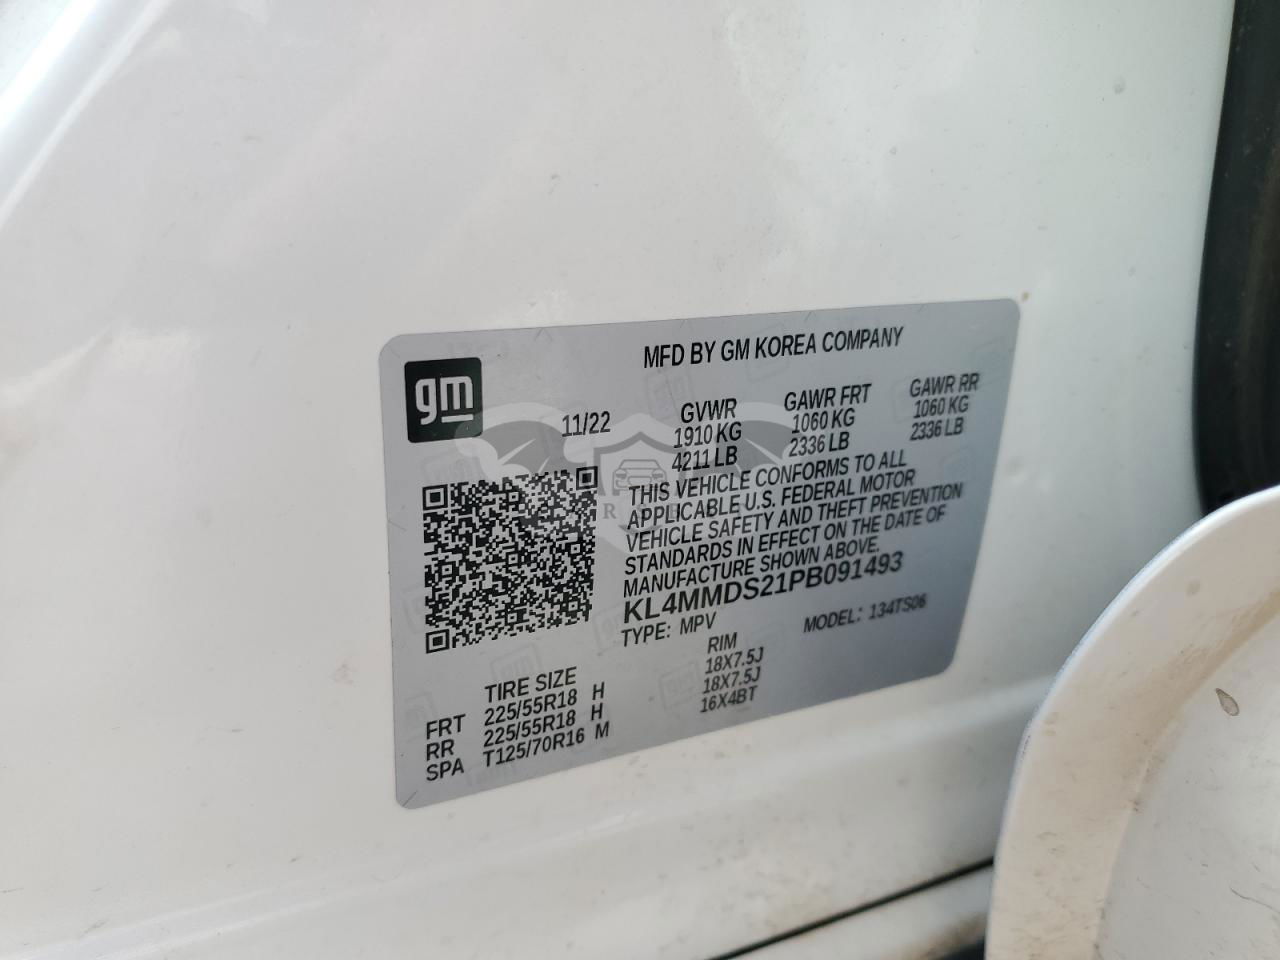 MFD BY GM KOREA COMPANY
gm
11/22
GVWR GAWR FRT GAWR RR
1910 KG 1060 KG 1060 KG
4211 LB 2336 LB 2336 LB
THIS VEHICLE CONFORMS TO ALL
APPLICABLE U.S. FEDERAL MOTOR
VEHICLE SAFETY AND THEFT PREVENTION
STANDARDS IN EFFECT ON THE DATE OF
MANUFACTURE SHOWN ABOVE.
KL4MMDS21PB091493
TYPE: MPV MODEL: 134TS06
TIRE SIZE RIM
FRT 225/55R18 H 18X7.5J
RR 225/55R18 H 18X7.5J
SPA T125/70R16 M 16X4BT